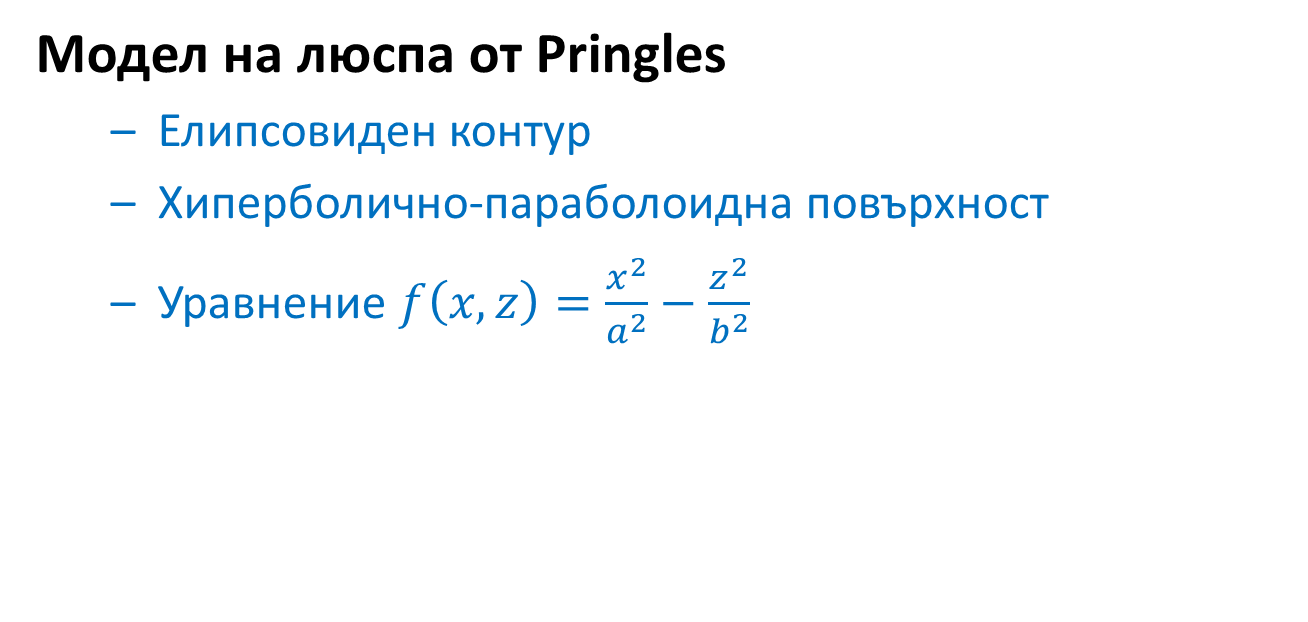 Модел на люспа от Pringles
– Елипсовиден контур
– Хиперболично-параболоидна повърхност
– Уравнение f(x, z) = x²/a² − z²/b²